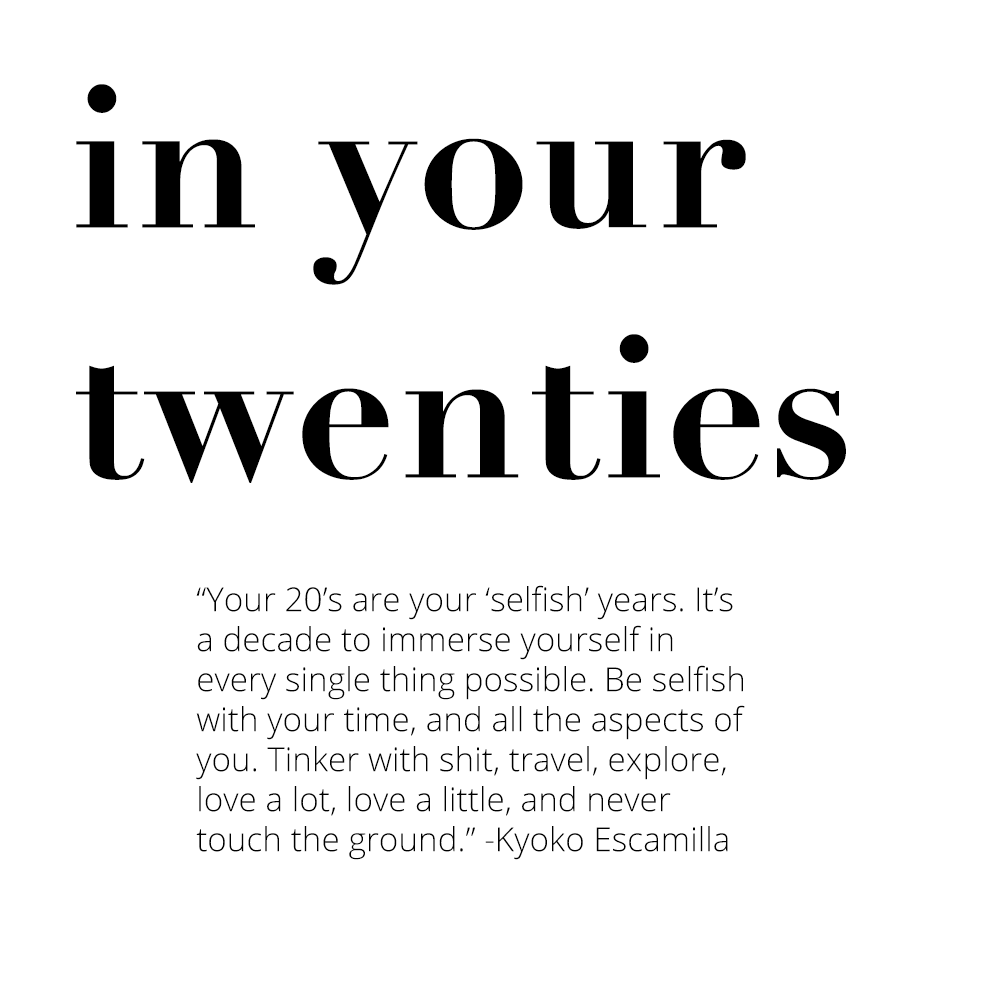 in your
twenties
“Your 20’s are your ‘selfish’ years. It’s
a decade to immerse yourself in
every single thing possible. Be selfish
with your time, and all the aspects of
you. Tinker with shit, travel, explore,
love a lot, love a little, and never
touch the ground.” -Kyoko Escamilla